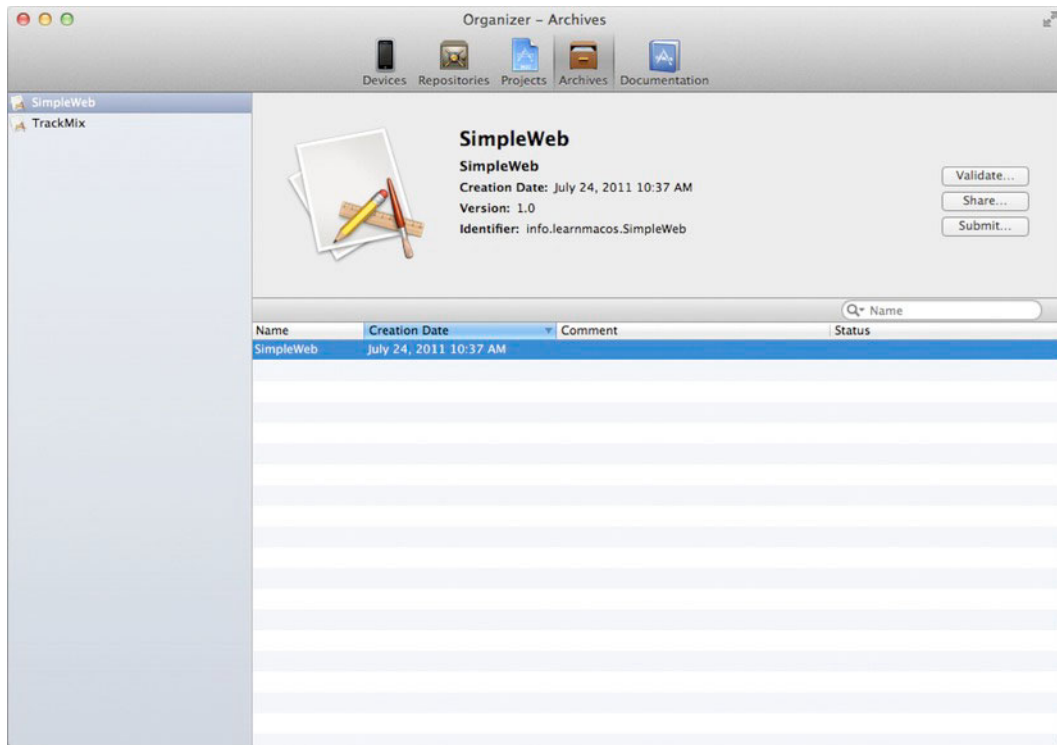 Organizer – Archives
Devices Repositories Projects Archives Documentation
SimpleWeb
TrackMix
SimpleWeb
SimpleWeb
Creation Date: July 24, 2011 10:37 AM
Version: 1.0
Identifier: info.learnmacos.SimpleWeb
Validate...
Share...
Submit...
Name
Name Creation Date Comment Status
SimpleWeb July 24, 2011 10:37 AM